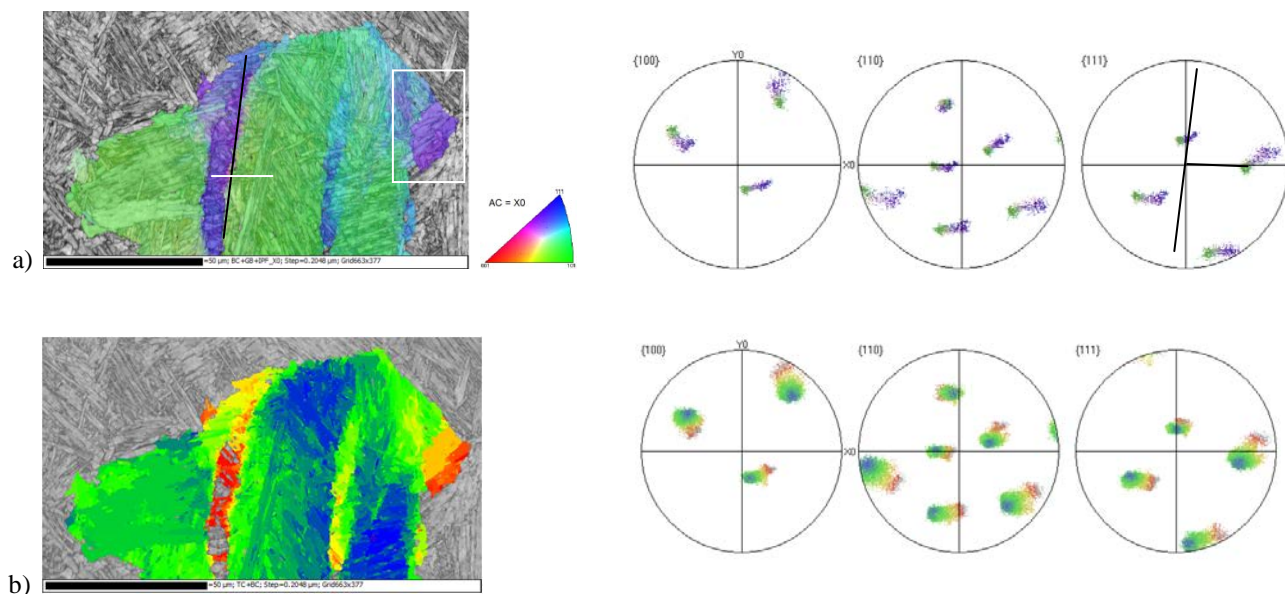 {100}
Y0
{110}
{111}
X0
AC = X0
111
001
101
a)
=50 µm; BC+GB+IPF_X0; Step=0.2048 µm; Grid663x377
{100}
Y0
{110}
{111}
X0
b)
=50 µm; TC+BC; Step=0.2048 µm; Grid663x377